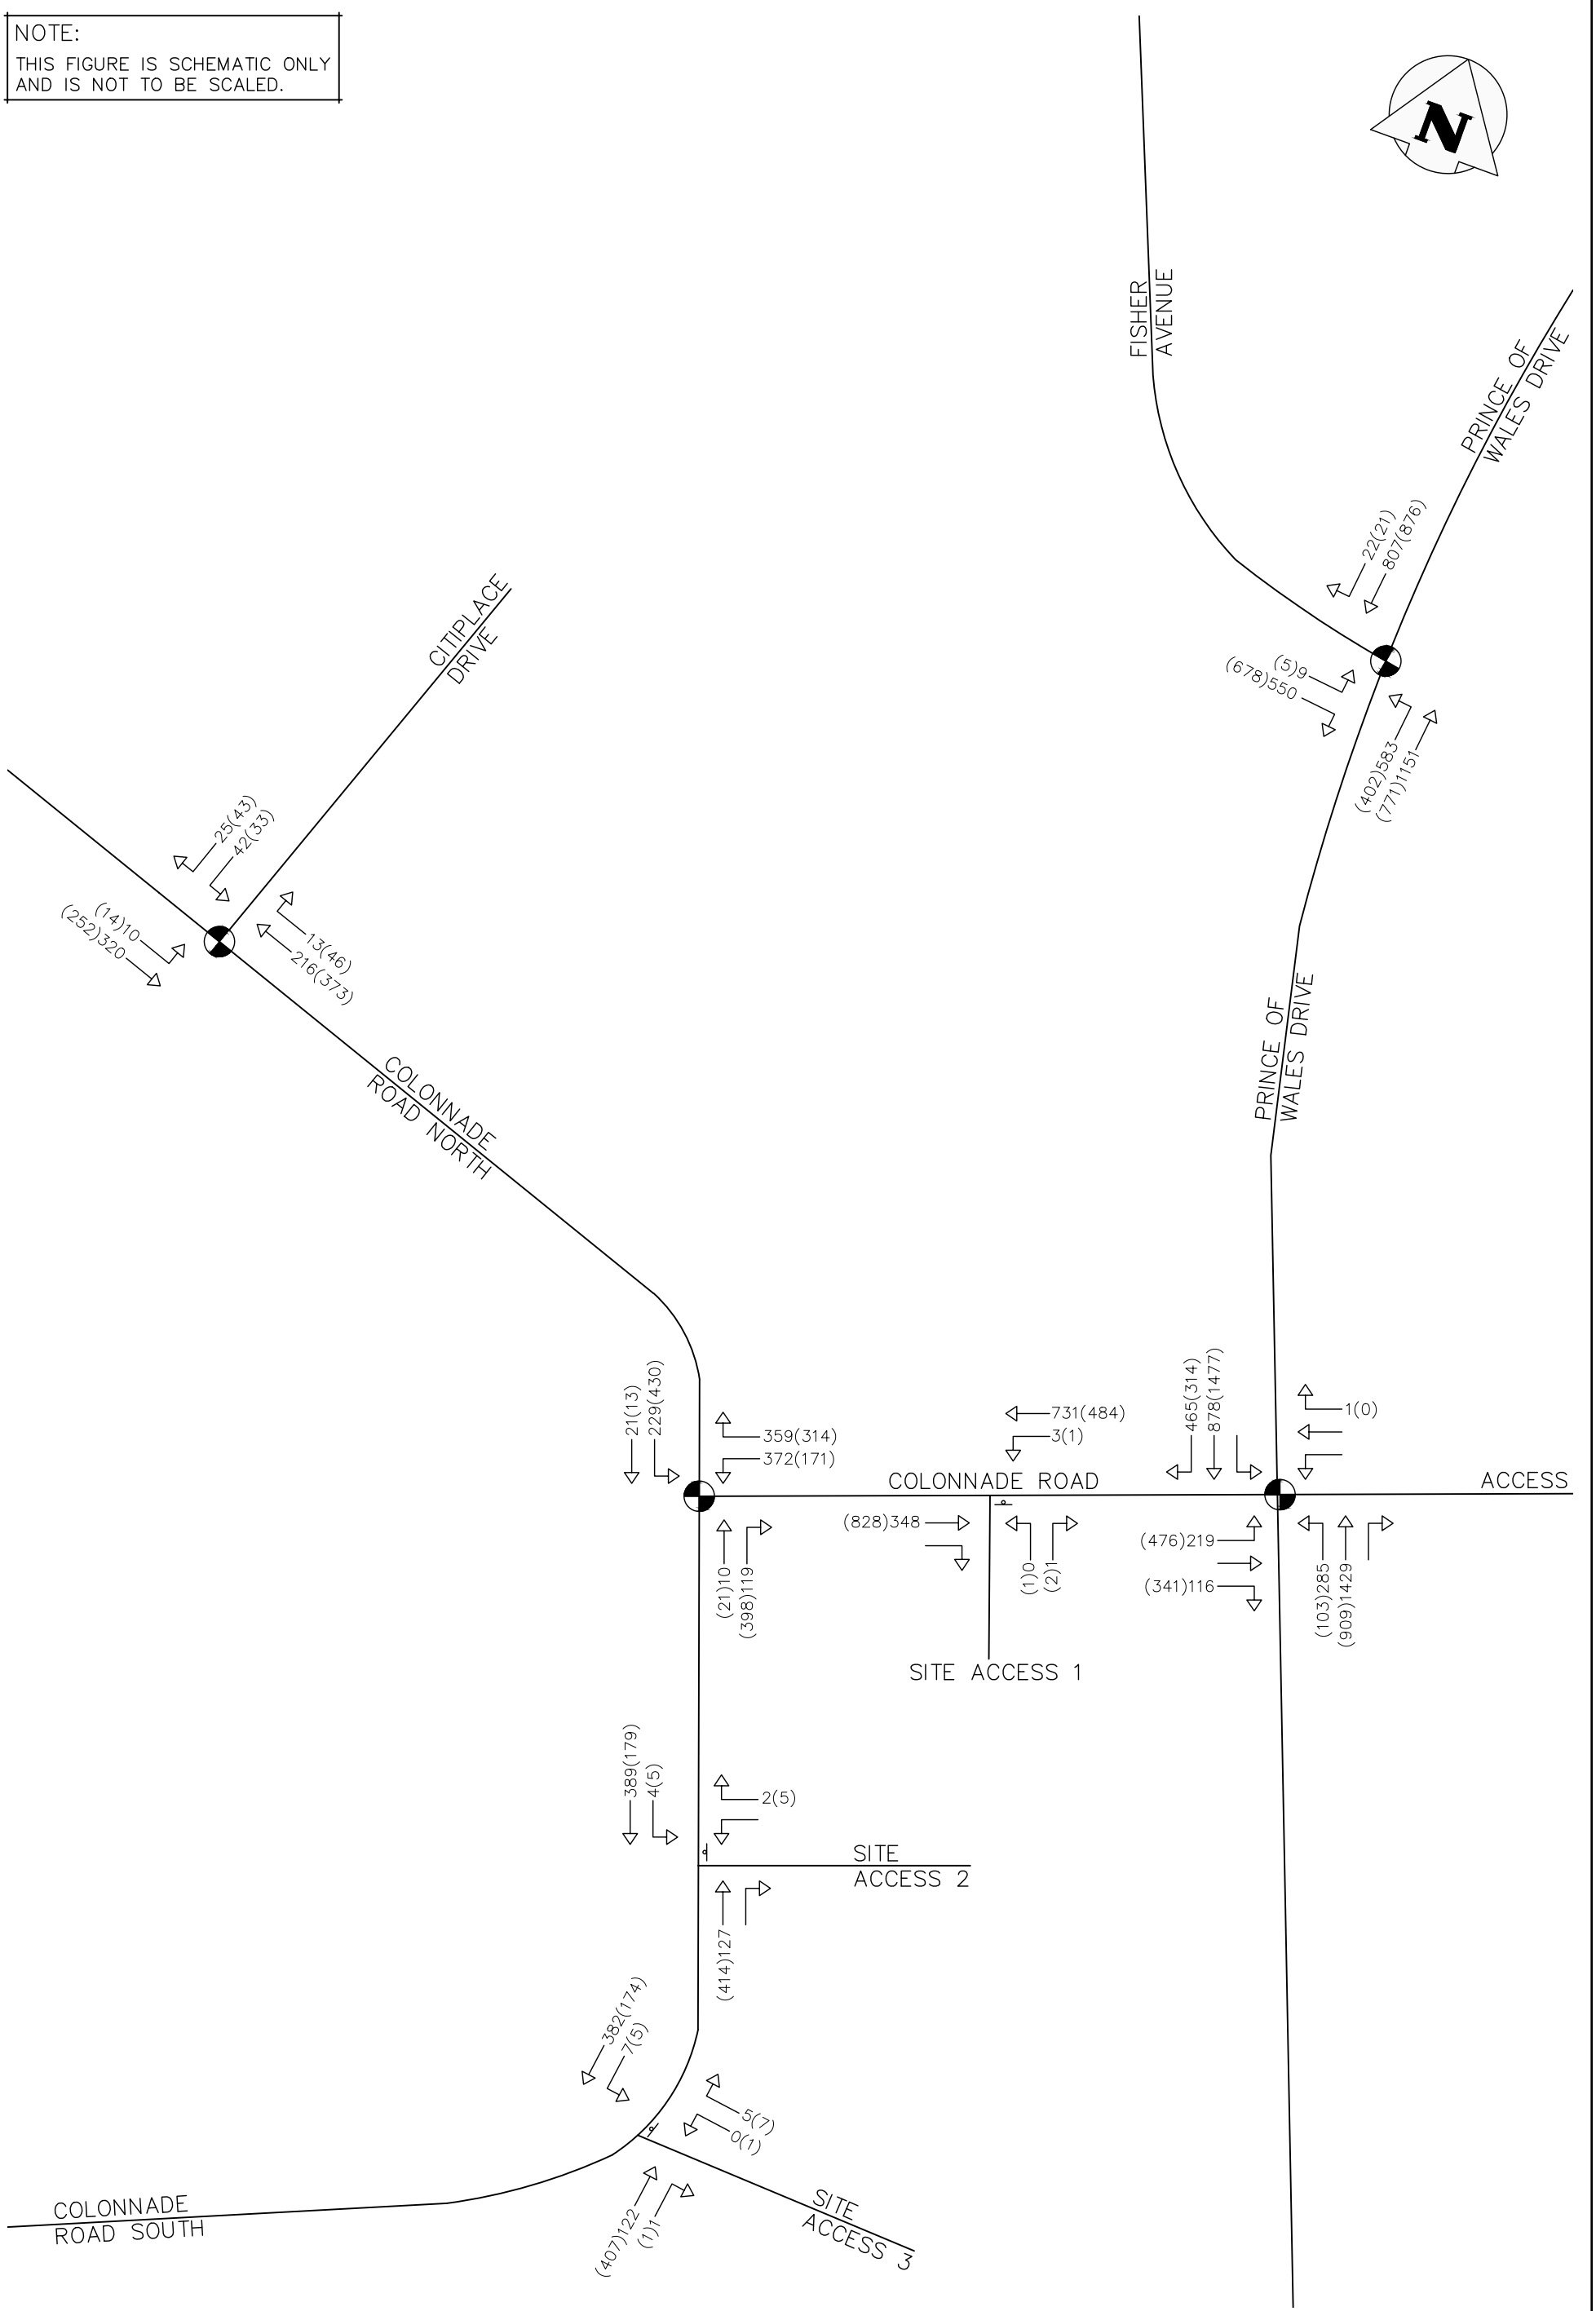 NOTE:
THIS FIGURE IS SCHEMATIC ONLY
AND IS NOT TO BE SCALED.
N
FISHER
AVENUE
PRINCE OF
WALES DRIVE
22(21)
807(876)
(5)9
(678)550
(402)583
(771)1151
CITIPLACE
DRIVE
25(43)
42(33)
(14)10
(252)320
13(46)
216(373)
COLONNADE
ROAD NORTH
PRINCE OF
WALES DRIVE
21(13)
229(430)
359(314)
372(171)
(21)10
(398)119
731(484)
3(1)
COLONNADE ROAD
(828)348
(1)0
(2)1
SITE ACCESS 1
465(314)
878(1477)
1(0)
ACCESS
(476)219
(341)116
(103)285
(909)1429
389(179)
4(5)
2(5)
SITE
ACCESS 2
(414)127
382(174)
7(5)
5(7)
0(1)
(407)122
(1)1
SITE
ACCESS 3
COLONNADE
ROAD SOUTH